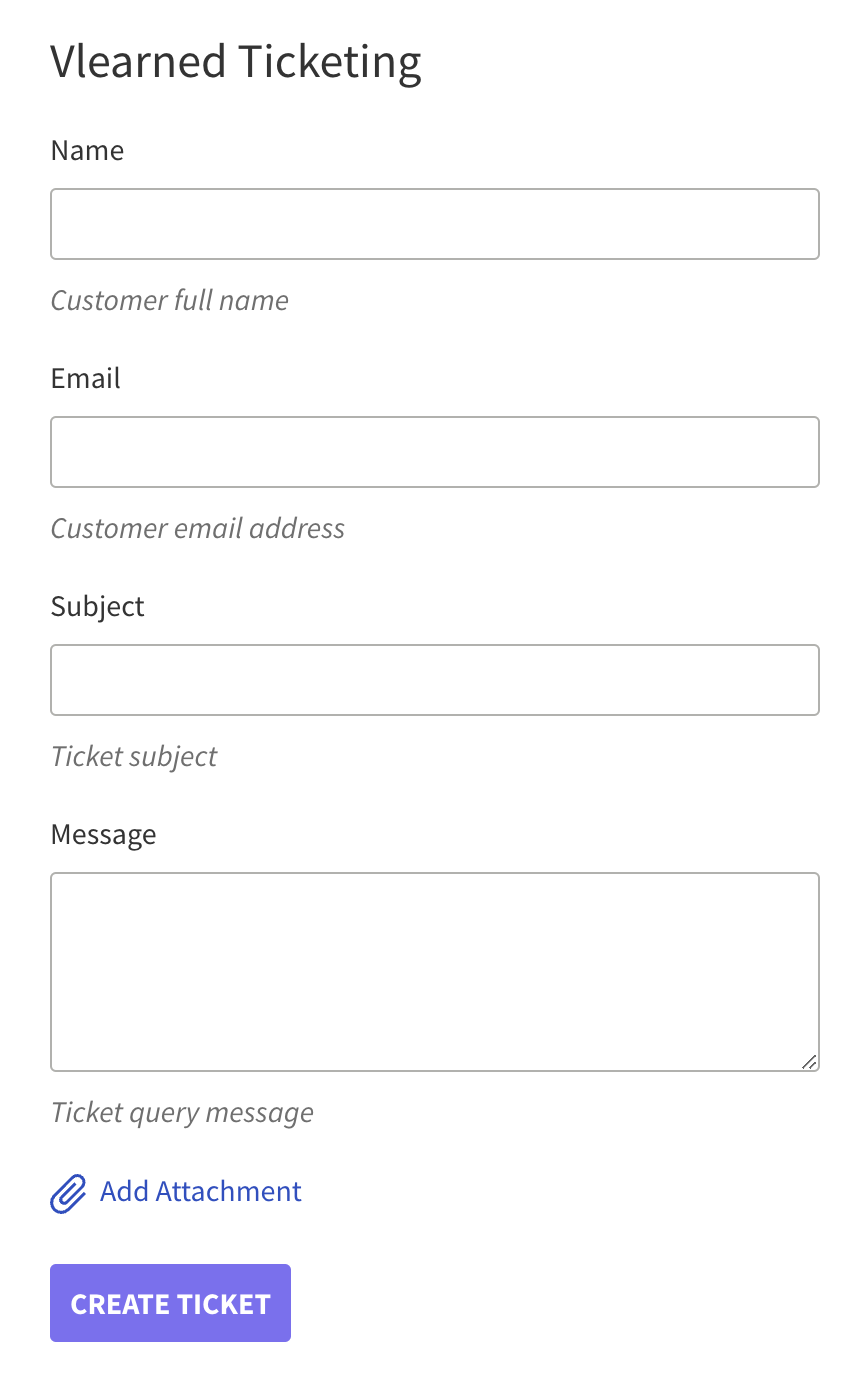 Vlearned Ticketing
Name
Customer full name
Email
Customer email address
Subject
Ticket subject
Message
Ticket query message
Add Attachment
CREATE TICKET